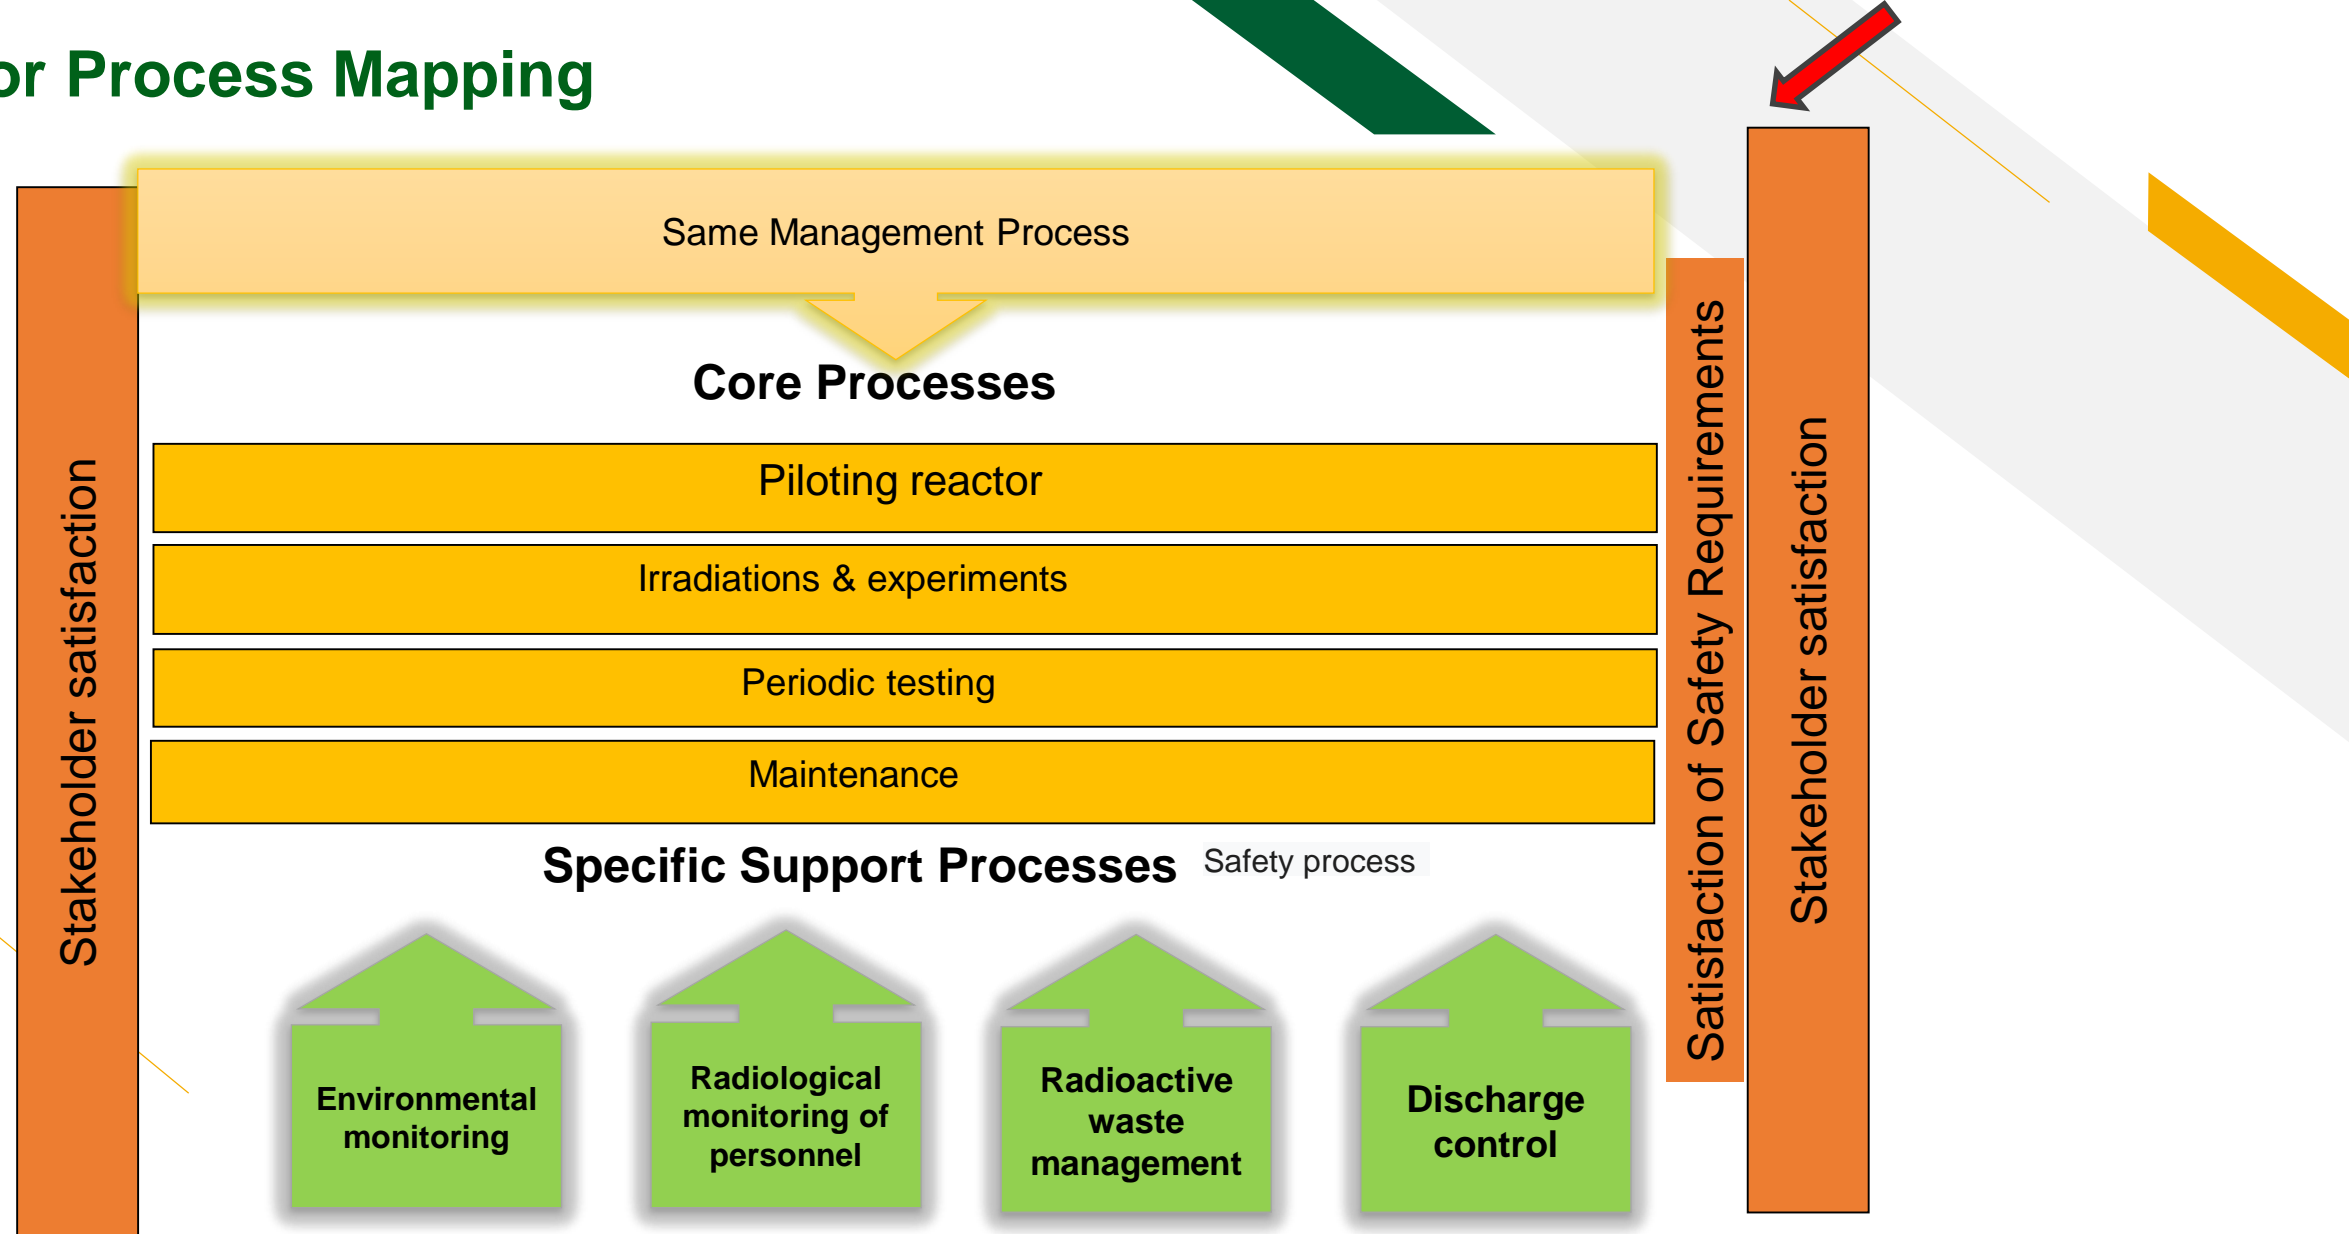 or Process Mapping
Same Management Process
Core Processes
Stakeholder satisfaction
Piloting reactor
Irradiations & experiments
Periodic testing
Maintenance
Satisfaction of Safety Requirements
Stakeholder satisfaction
Specific Support Processes Safety process
Environmental
monitoring
Radiological
monitoring of
personnel
Radioactive
waste
management
Discharge
control